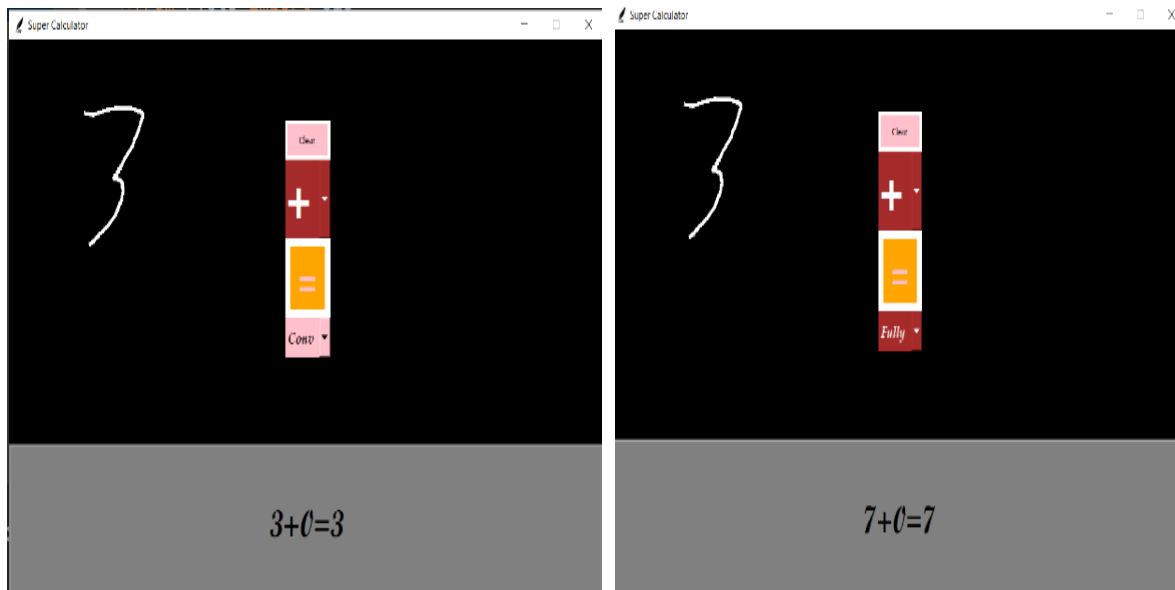 Super Calculator
3
Clear
+
=
Conv
3+0=3
Super Calculator
3
Clear
+
=
Fully
7+0=7